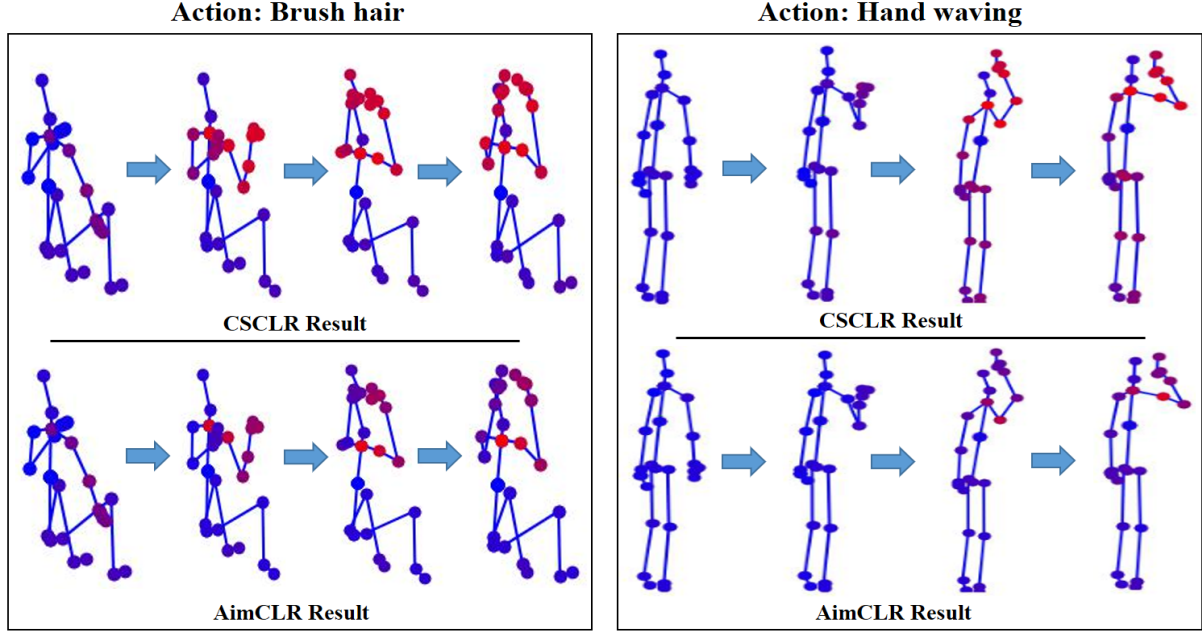 Action: Brush hair
CSCLR Result
AimCLR Result
Action: Hand waving
CSCLR Result
AimCLR Result